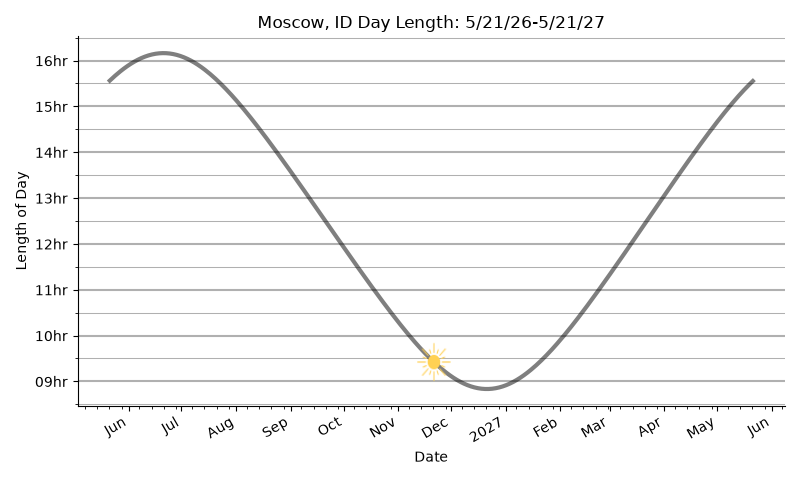 Moscow, ID Day Length: 5/21/26-5/21/27
16hr
15hr
14hr
13hr
12hr
11hr
10hr
09hr
Length of Day
Jun
Jul
Aug
Sep
Oct
Nov
Dec
2027
Feb
Mar
Apr
May
Jun
Date